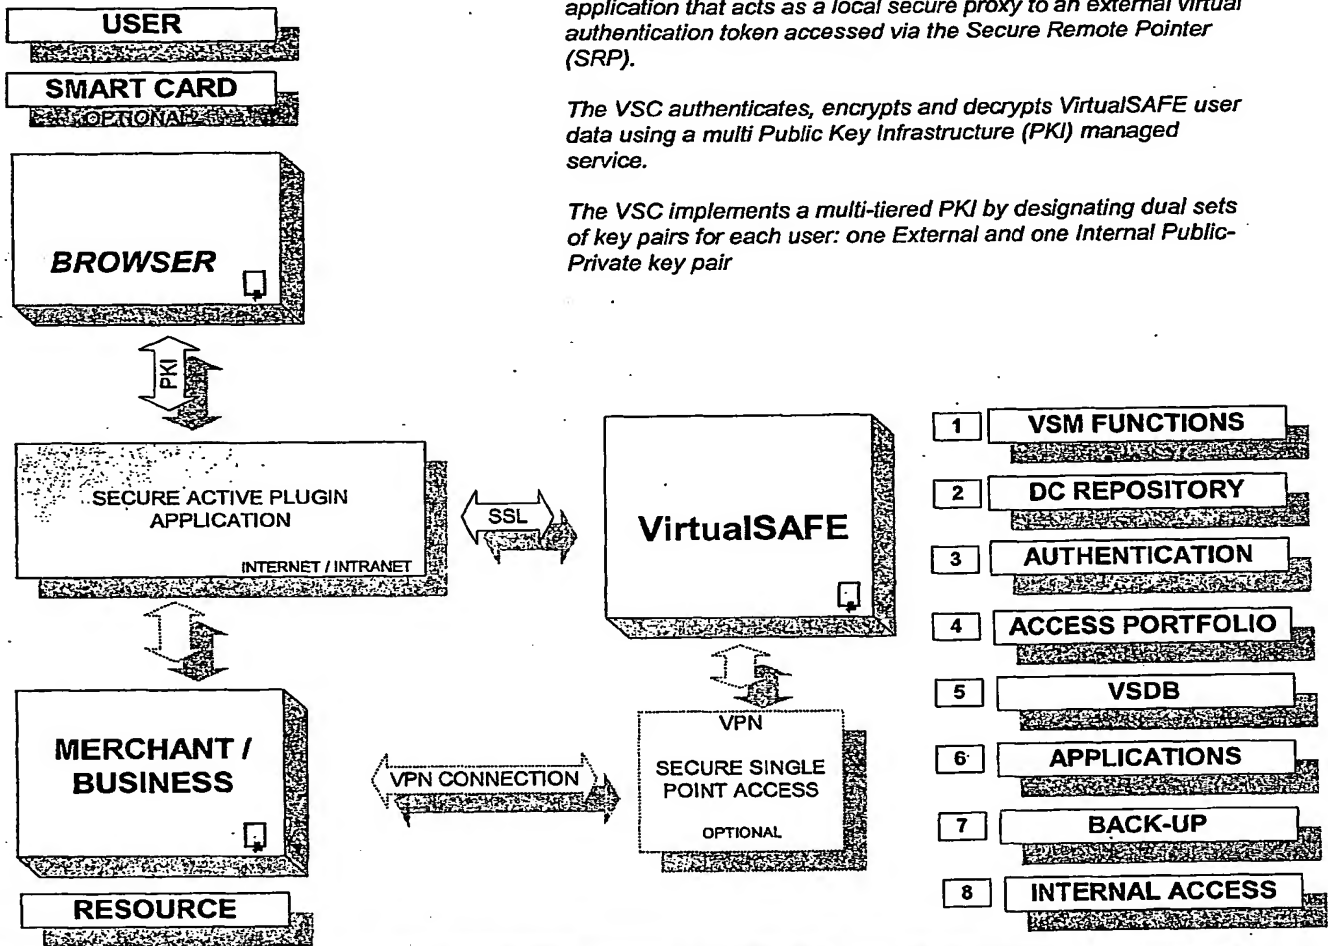 application that acts as a local secure proxy to an external virtual
authentication token accessed via the Secure Remote Pointer
(SRP).
The VSC authenticates, encrypts and decrypts VirtualSAFE user
data using a multi Public Key Infrastructure (PKI) managed
service.
The VSC implements a multi-tiered PKI by designating dual sets
of key pairs for each user: one External and one Internal Public-
Private key pair
USER
SMART CARD
OPTIONAL
BROWSER
PKI
SECURE ACTIVE PLUGIN
APPLICATION
INTERNET / INTRANET
SSL
VirtualSAFE
MERCHANT /
BUSINESS
RESOURCE
VPN CONNECTION
VPN
SECURE SINGLE
POINT ACCESS
OPTIONAL
1 VSM FUNCTIONS
2 DC REPOSITORY
3 AUTHENTICATION
4 ACCESS PORTFOLIO
5 VSDB
6 APPLICATIONS
7 BACK-UP
8 INTERNAL ACCESS